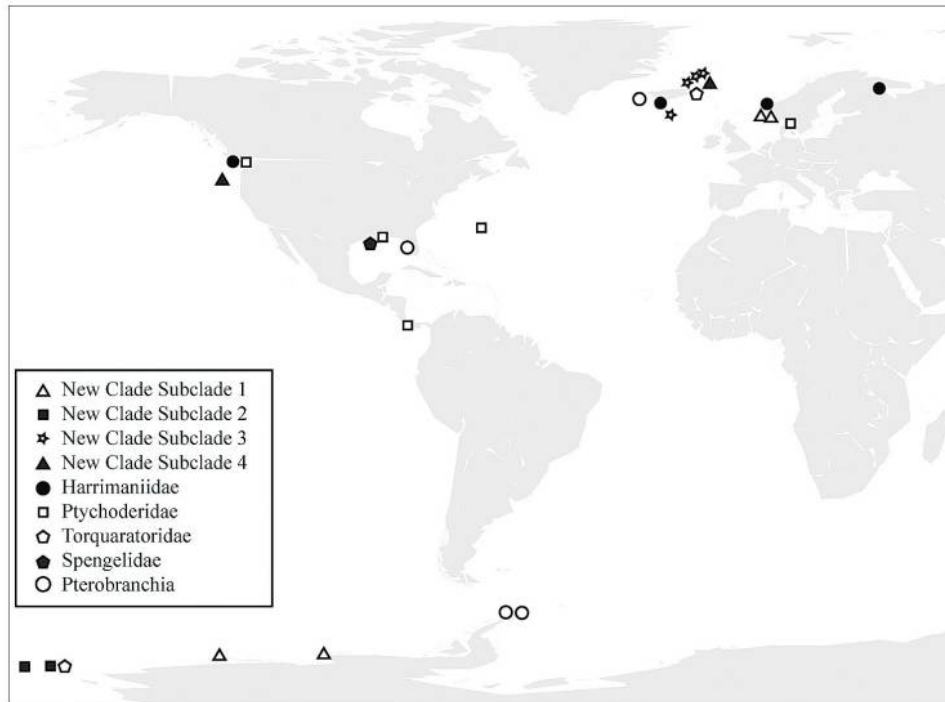 New Clade Subclade 1
New Clade Subclade 2
New Clade Subclade 3
New Clade Subclade 4
Harrimaniidae
Ptychoderidae
Torquaratoridae
Spengelidae
Pterobranchia